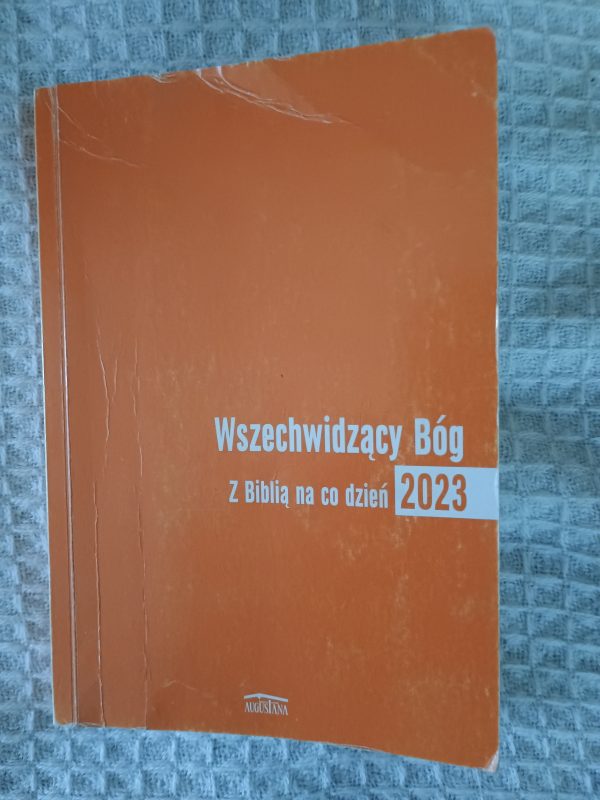 Wszechwidzący Bóg
Z Biblią na co dzień 2023
AUGUSTANA